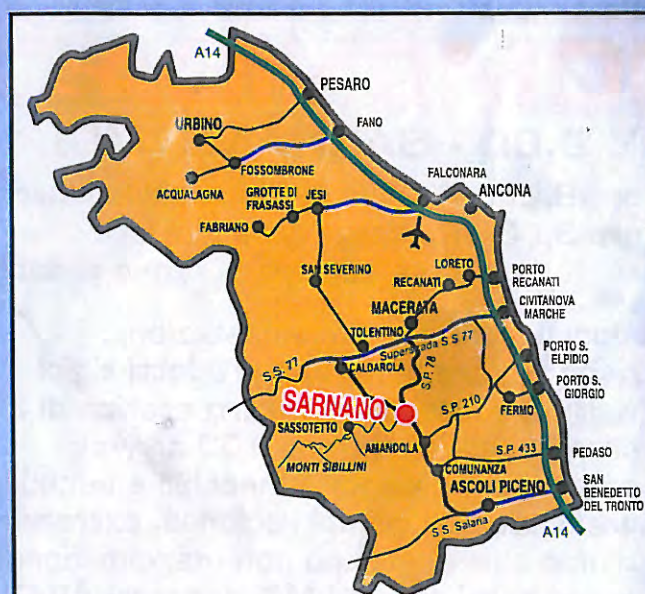 A14
PESARO
URBINO
FANO
FOSSOMBRONE
FALCONARA
ACQUALAGNA
GROTTE DI
FRASASSI
JESI
ANCONA
FABRIANO
LORETO
SAN SEVERINO
RECANATI
PORTO
RECANATI
MACERATA
CIVITANOVA
MARCHE
TOLENTINO
Superstrada S S 77
PORTO S.
ELPIDIO
S.S. 77
CALDAROLA
S.P. 78
PORTO S.
GIORGIO
SARNANO
S.P. 210
FERMO
SASSOTETTO
AMANDOLA
S.P. 433
PEDASO
MONTI SIBILLINI
COMUNANZA
ASCOLI PICENO
SAN
BENEDETTO
DEL TRONTO
S.S. Salaria
A14